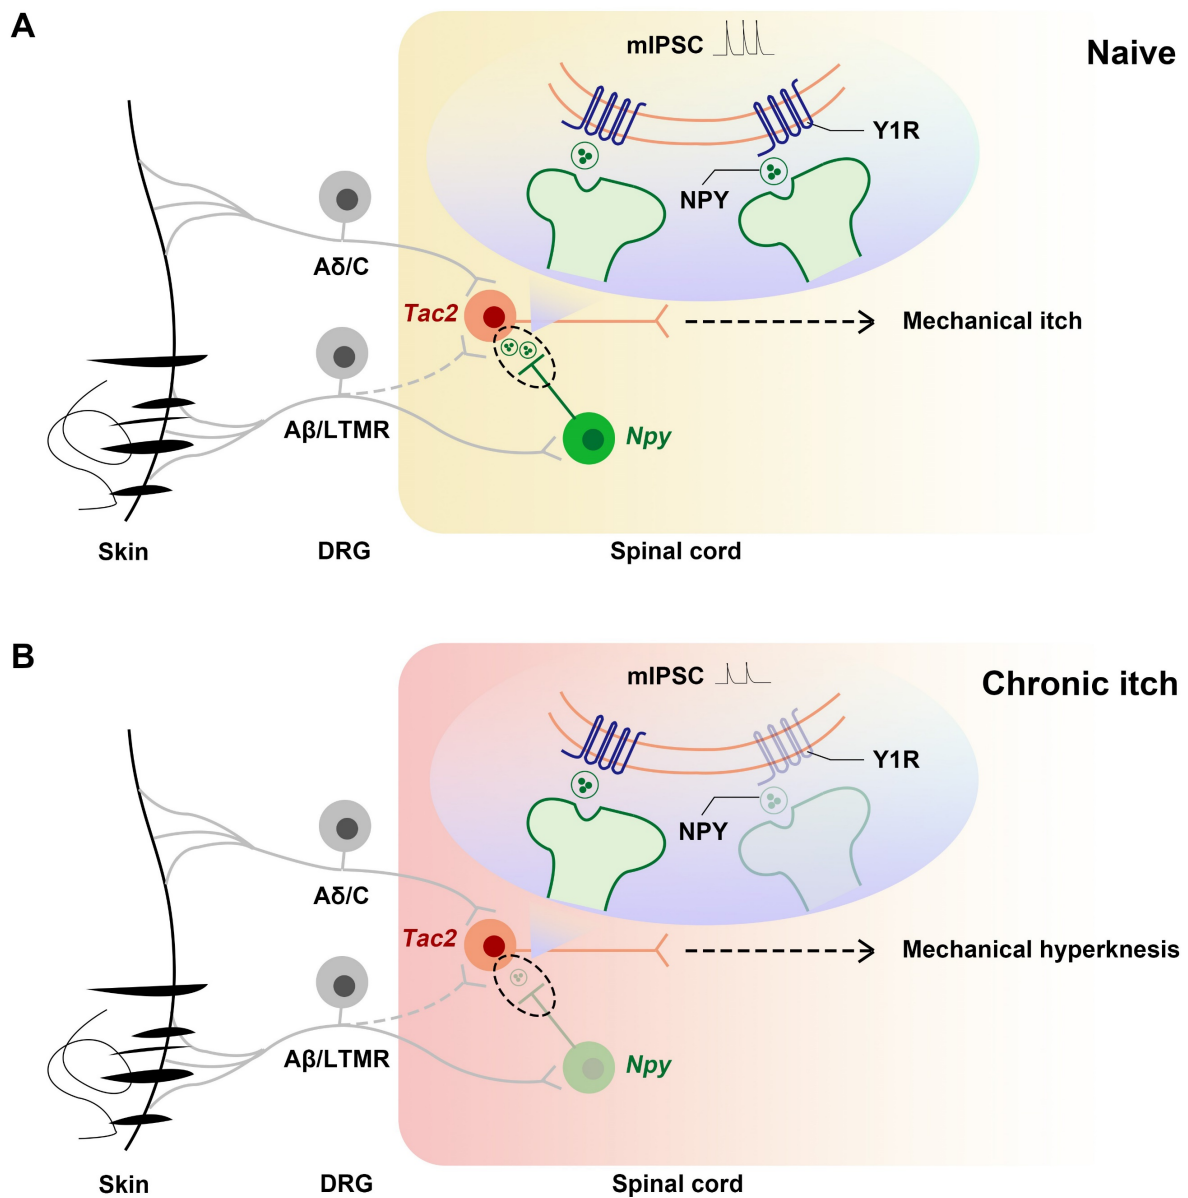 A
mIPSC
Naive
Y1R
NPY
Aδ/C
Tac2
Mechanical itch
Aβ/LTMR
Npy
Skin
DRG
Spinal cord
B
mIPSC
Chronic itch
Y1R
NPY
Aδ/C
Tac2
Mechanical hyperknesis
Aβ/LTMR
Npy
Skin
DRG
Spinal cord